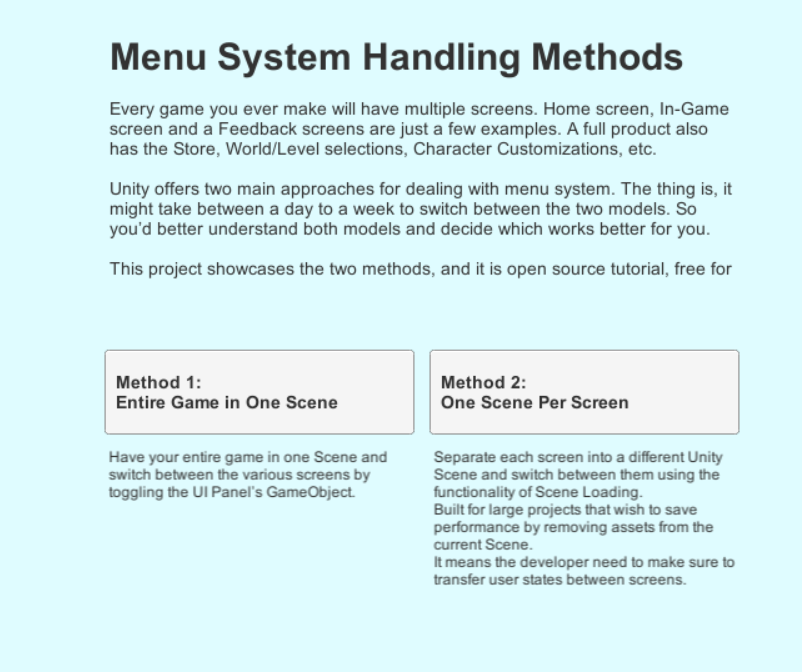 Menu System Handling Methods
Every game you ever make will have multiple screens. Home screen, In-Game
screen and a Feedback screens are just a few examples. A full product also
has the Store, World/Level selections, Character Customizations, etc.
Unity offers two main approaches for dealing with menu system. The thing is, it
might take between a day to a week to switch between the two models. So
you'd better understand both models and decide which works better for you.
This project showcases the two methods, and it is open source tutorial, free for
Method 1:
Entire Game in One Scene
Have your entire game in one Scene and
switch between the various screens by
toggling the UI Panel's GameObject.
Method 2:
One Scene Per Screen
Separate each screen into a different Unity
Scene and switch between them using the
functionality of Scene Loading.
Built for large projects that wish to save
performance by removing assets from the
current Scene.
It means the developer need to make sure to
transfer user states between screens.